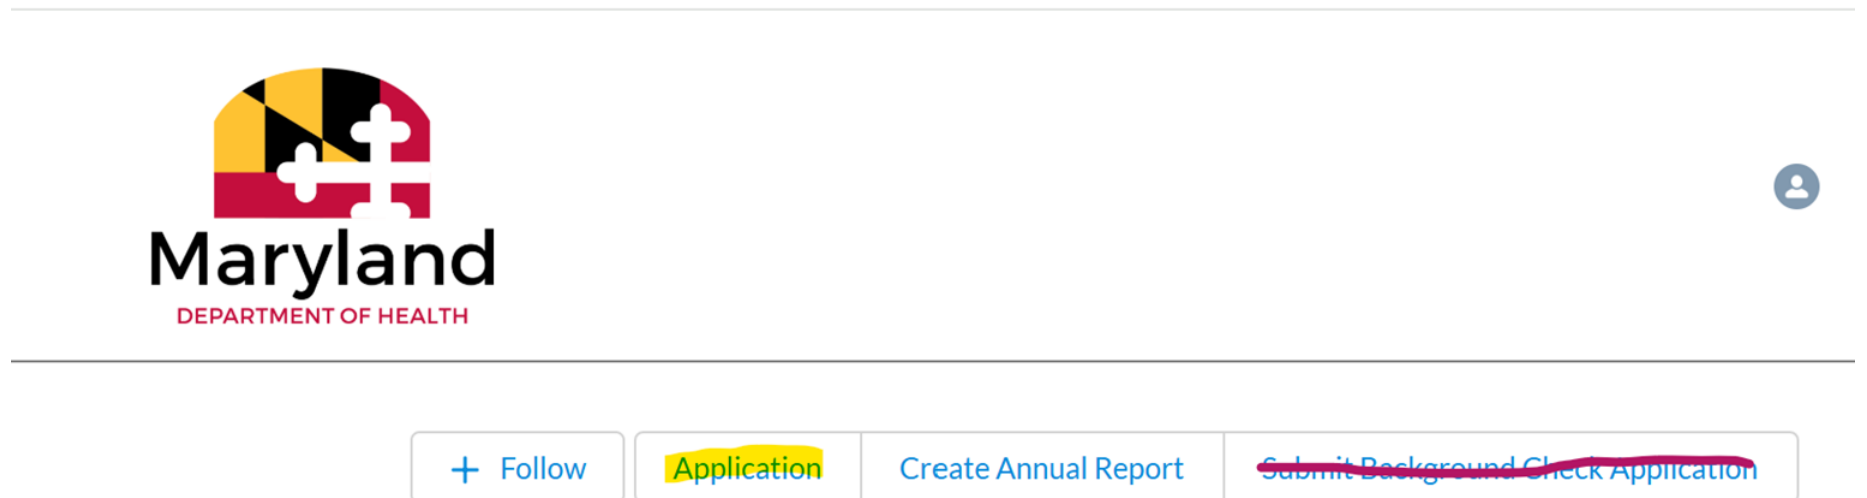 Maryland
DEPARTMENT OF HEALTH
+ Follow Application Create Annual Report Submit Background Check Application